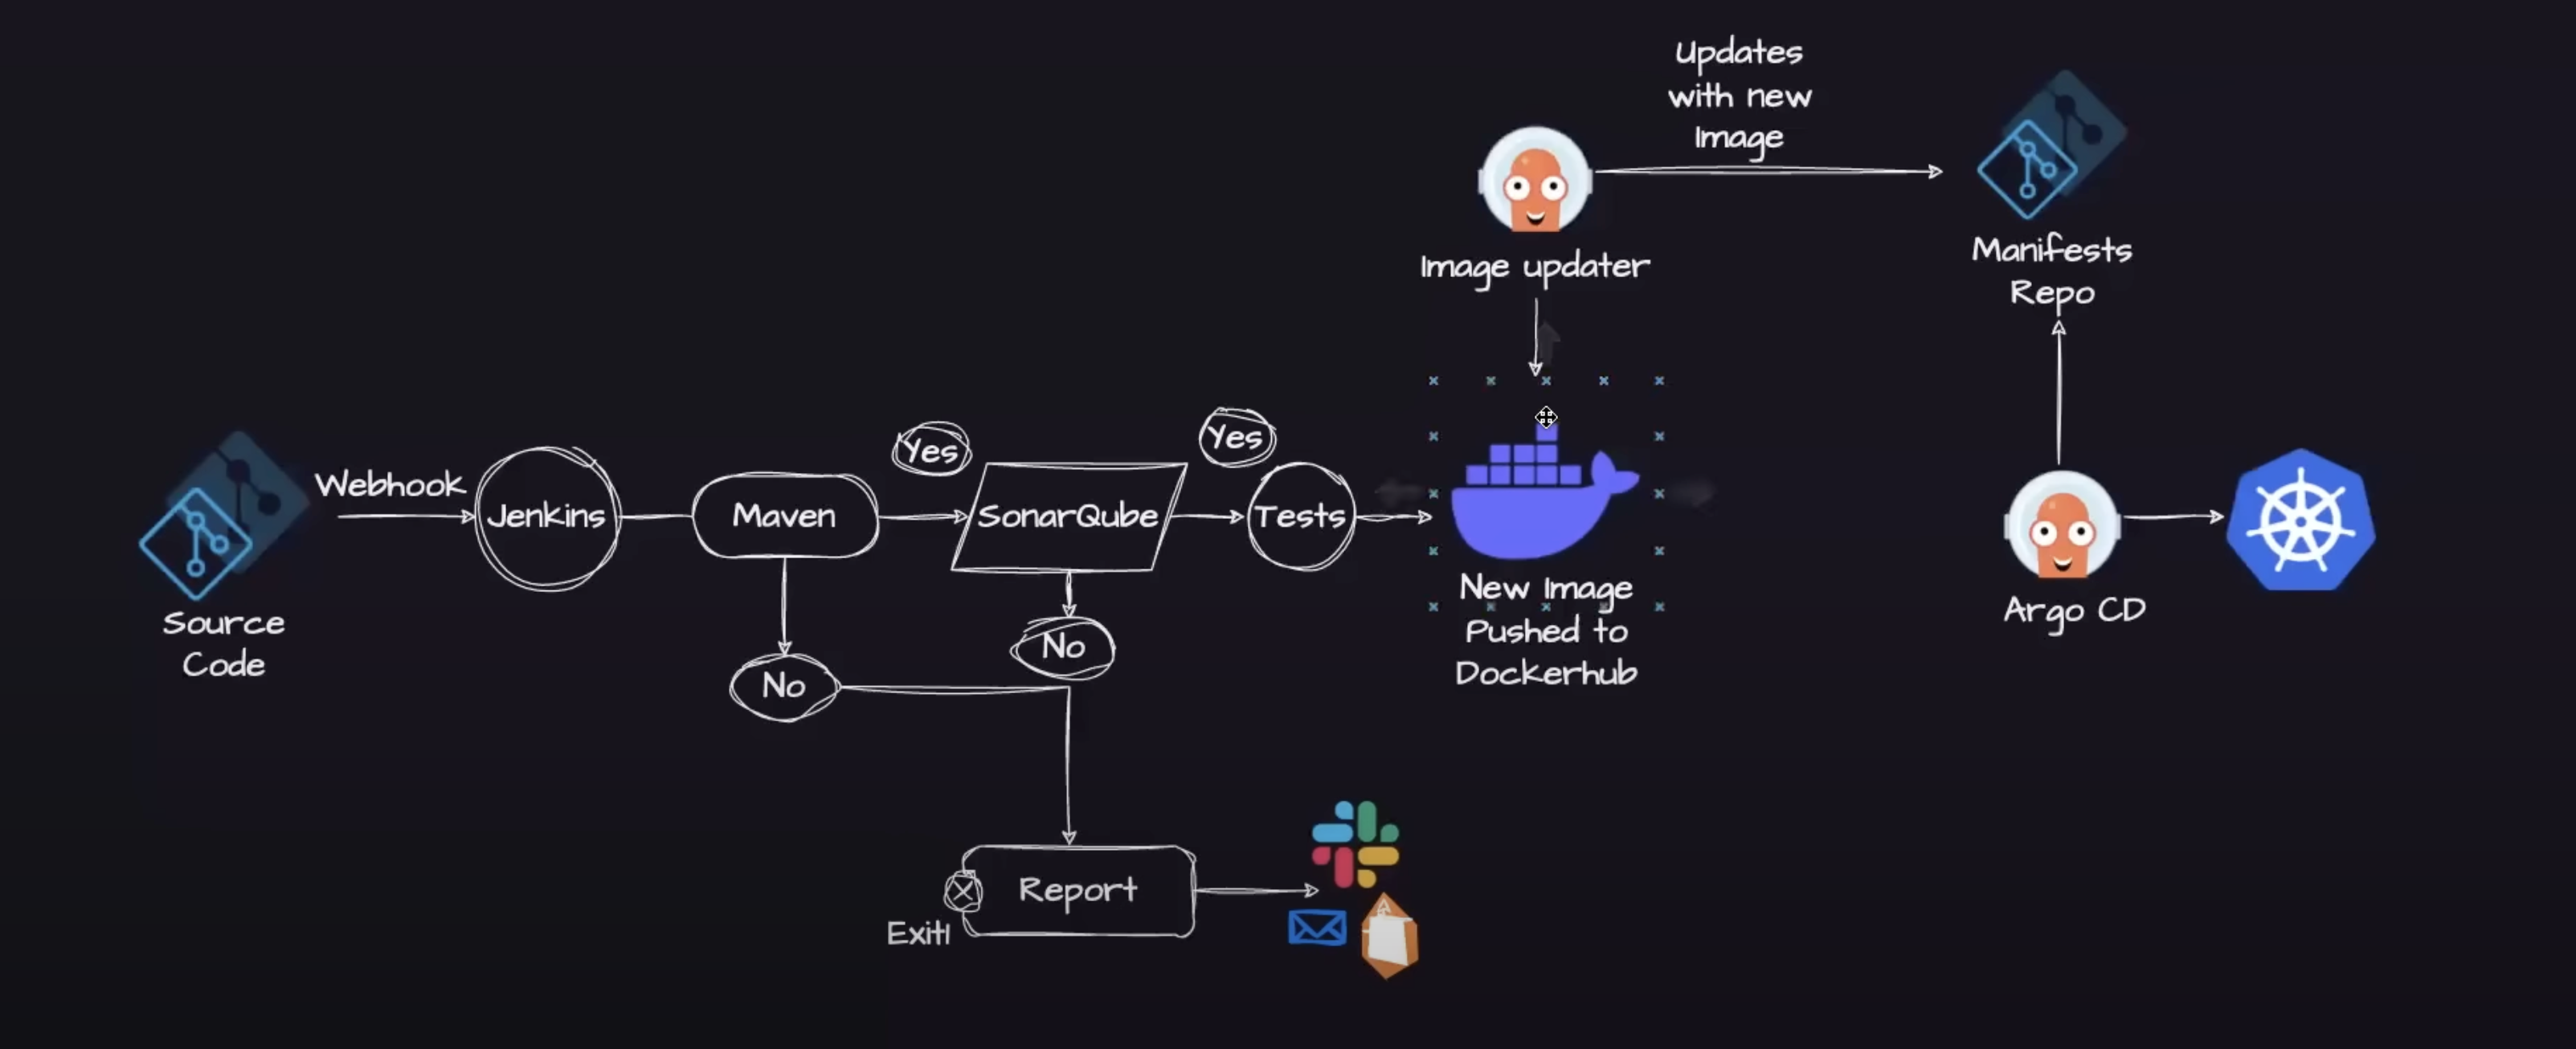 Updates
with new
Image
Image updater
Manifests
Repo
Webhook
Jenkins
Maven
Yes
SonarQube
Yes
Tests
Source
Code
No
No
New Image
Pushed to
Dockerhub
Argo CD
Report
Exit!